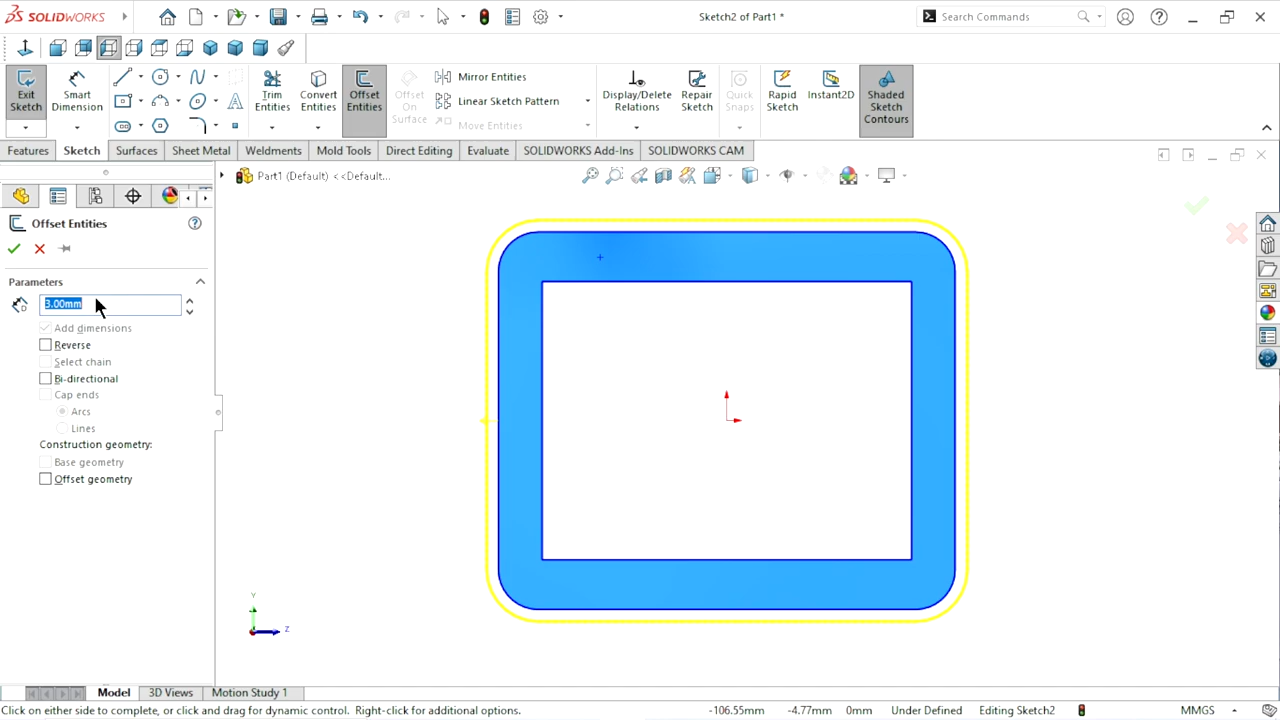 SOLIDWORKS
Sketch2 of Part1 *
Search Commands
Exit Sketch
Smart Dimension
Trim Entities
Convert Entities
Offset Entities
Offset On Surface
Mirror Entities
Linear Sketch Pattern
Move Entities
Display/Delete Relations
Repair Sketch
Quick Snaps
Rapid Sketch
Instant2D
Shaded Sketch Contours
Features
Sketch
Surfaces
Sheet Metal
Weldments
Mold Tools
Direct Editing
Evaluate
SOLIDWORKS Add-Ins
SOLIDWORKS CAM
Part1 (Default) <<Default...
Offset Entities
Parameters
3.00mm
Add dimensions
Reverse
Select chain
Bi-directional
Cap ends
Arcs
Lines
Construction geometry:
Base geometry
Offset geometry
Y
Z
Model
3D Views
Motion Study 1
Click on either side to complete, or click and drag for dynamic control. Right-click for additional options.
-106.55mm
-4.77mm
0mm
Under Defined
Editing Sketch2
MMGS